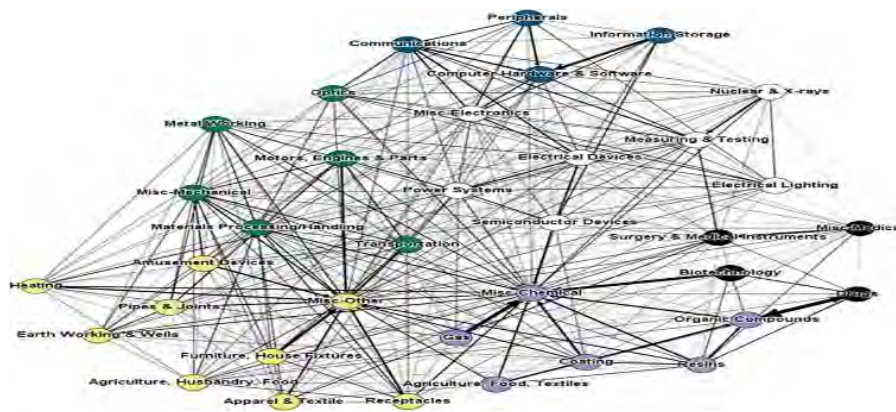 Peripherals
Communications
Information Storage
Computer Hardware & Software
Optics
Nuclear & X-rays
Misc-Electronics
Metal Working
Measuring & Testing
Motors, Engines & Parts
Electrical Devices
Misc-Mechanical
Power Systems
Electrical Lighting
Materials Processing/Handling
Semiconductor Devices
Misc-Medica
Transportation
Surgery & Medical Instruments
Amusement Devices
Biotechnology
Heating
Misc-Other
Misc-Chemical
Drugs
Pipes & Joints
Organic Compounds
Earth Working & Wells
Gas
Furniture, House Fixtures
Coating
Resins
Agriculture, Husbandry, Food
Agriculture, Food, Textiles
Apparel & Textile
Receptacles